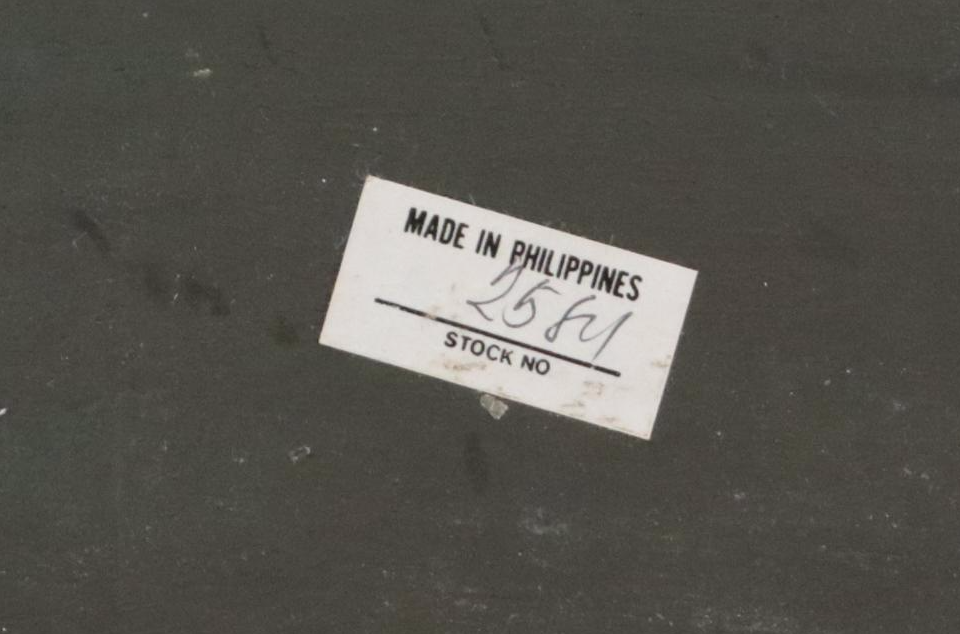 MADE IN PHILIPPINES
2584
STOCK NO